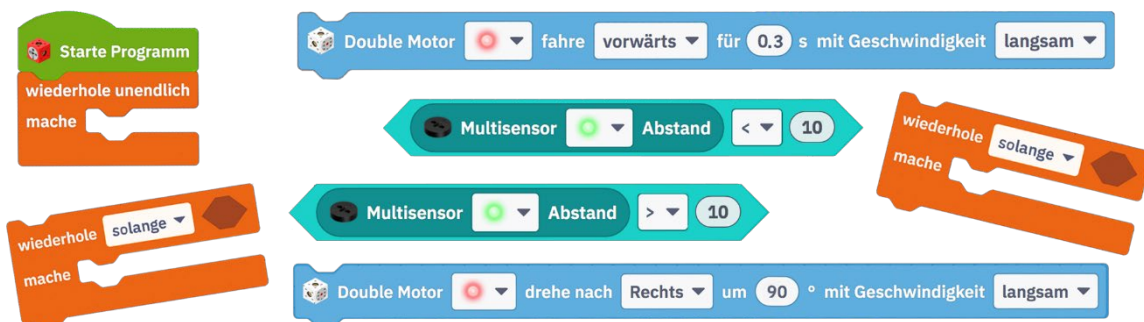 Starte Programm
wiederhole unendlich
mache
Double Motor fahre vorwärts für 0.3 s mit Geschwindigkeit langsam
Multisensor Abstand < 10
wiederhole solange
mache
wiederhole solange
mache
Multisensor Abstand > 10
Double Motor drehe nach Rechts um 90 ° mit Geschwindigkeit langsam